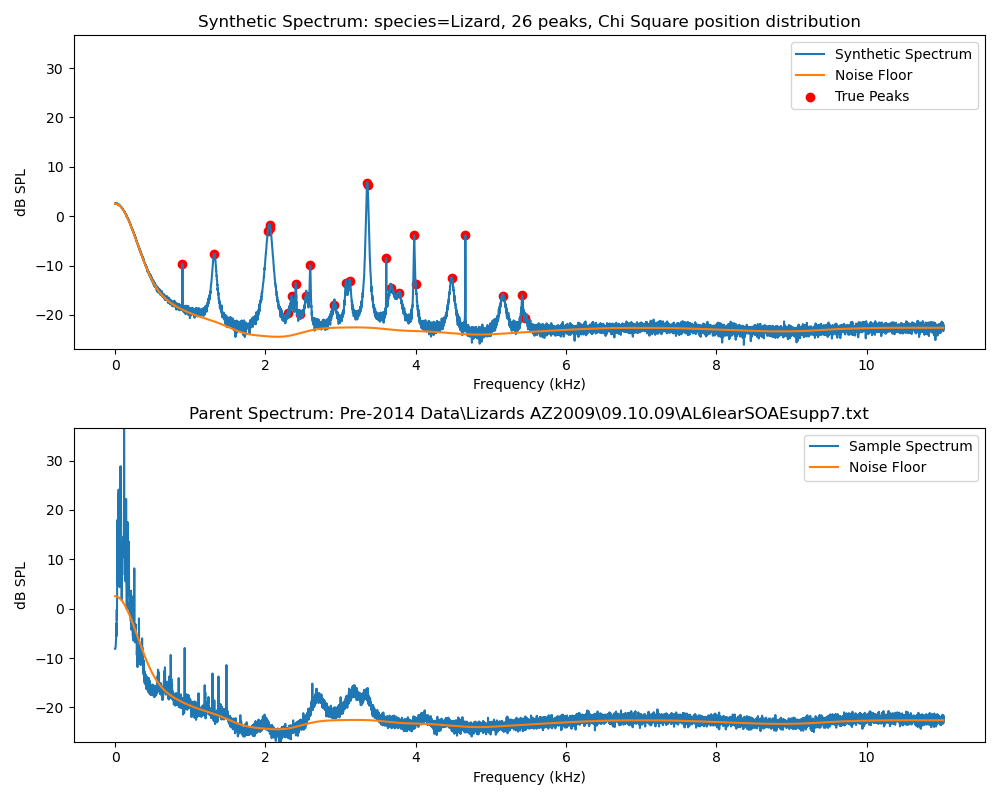 Synthetic Spectrum: species=Lizard, 26 peaks, Chi Square position distribution
30
20
10
0
−10
−20
dB SPL
Synthetic Spectrum
Noise Floor
True Peaks
0 2 4 6 8 10
Frequency (kHz)
Parent Spectrum: Pre-2014 Data\Lizards AZ2009\09.10.09\AL6learSOAEsupp7.txt
30
20
10
0
−10
−20
dB SPL
Sample Spectrum
Noise Floor
0 2 4 6 8 10
Frequency (kHz)